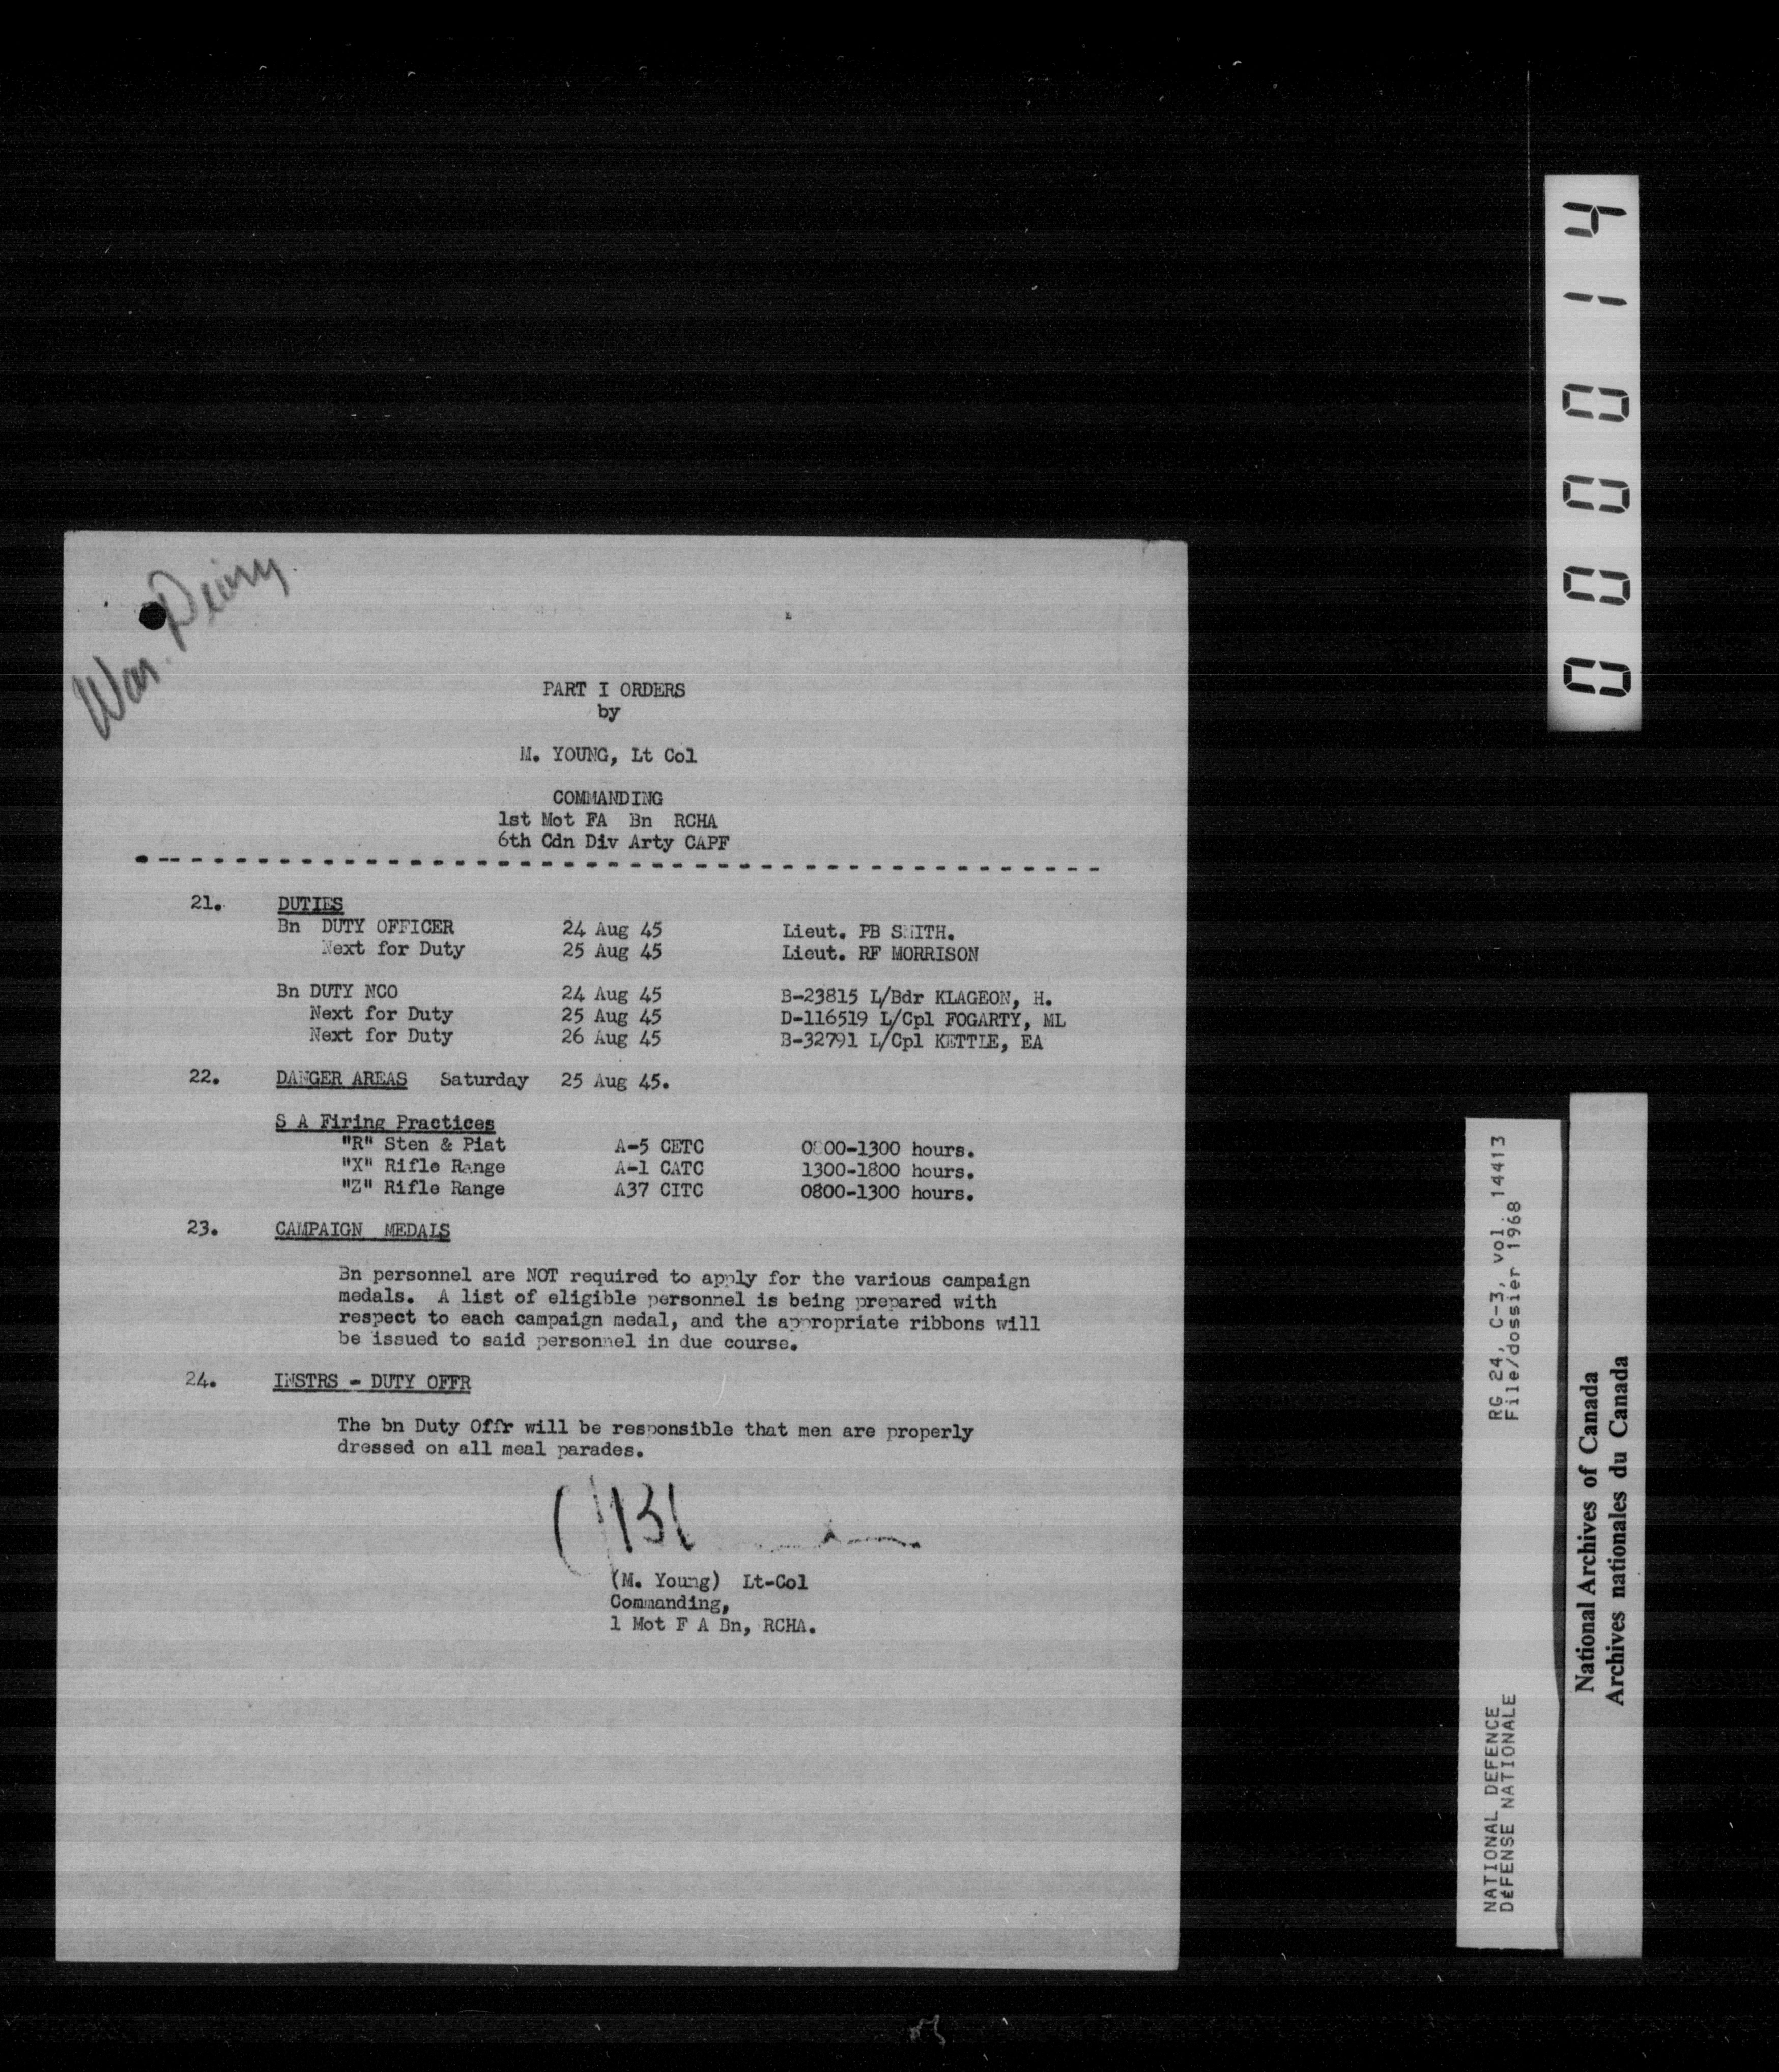 War Diary.
PART I ORDERS
by
M. YOUNG, Lt Col
COMMANDING
1st Mot FA Bn RCHA
6th Cdn Div Arty CAPF
21. DUTIES
Bn DUTY OFFICER 24 Aug 45 Lieut. PB SMITH.
Next for Duty 25 Aug 45 Lieut. RF MORRISON
Bn DUTY NCO 24 Aug 45 B-23815 L/Bdr KLAGEON, H.
Next for Duty 25 Aug 45 D-116519 L/Cpl FOGARTY, ML
Next for Duty 26 Aug 45 B-32791 L/Cpl KETTLE, EA
22. DANGER AREAS Saturday 25 Aug 45.
S A Firing Practices
"R" Sten & Piat A-5 CETC 0800-1300 hours.
"X" Rifle Range A-1 CATC 1300-1800 hours.
"Z" Rifle Range A37 CITC 0800-1300 hours.
23. CAMPAIGN MEDALS
Bn personnel are NOT required to apply for the various campaign
medals. A list of eligible personnel is being prepared with
respect to each campaign medal, and the appropriate ribbons will
be issued to said personnel in due course.
24. INSTRS - DUTY OFFR
The bn Duty Offr will be responsible that men are properly
dressed on all meal parades.
(M. Young) Lt-Col
Commanding,
1 Mot F A Bn, RCHA.
000014
NATIONAL DEFENCE RG 24, C-3, vol. 14413
DÉFENSE NATIONALE File/dossier 1968
National Archives of Canada
Archives nationales du Canada